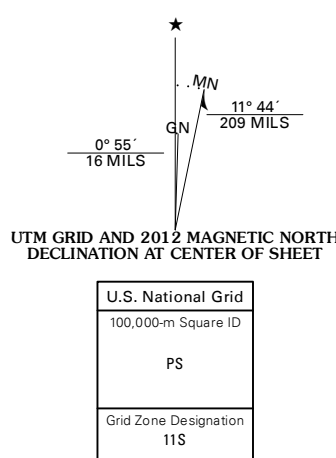 ★
MN
GN
11° 44´
209 MILS
0° 55´
16 MILS
UTM GRID AND 2012 MAGNETIC NORTH
DECLINATION AT CENTER OF SHEET
U.S. National Grid
100,000-m Square ID
PS
Grid Zone Designation
11S